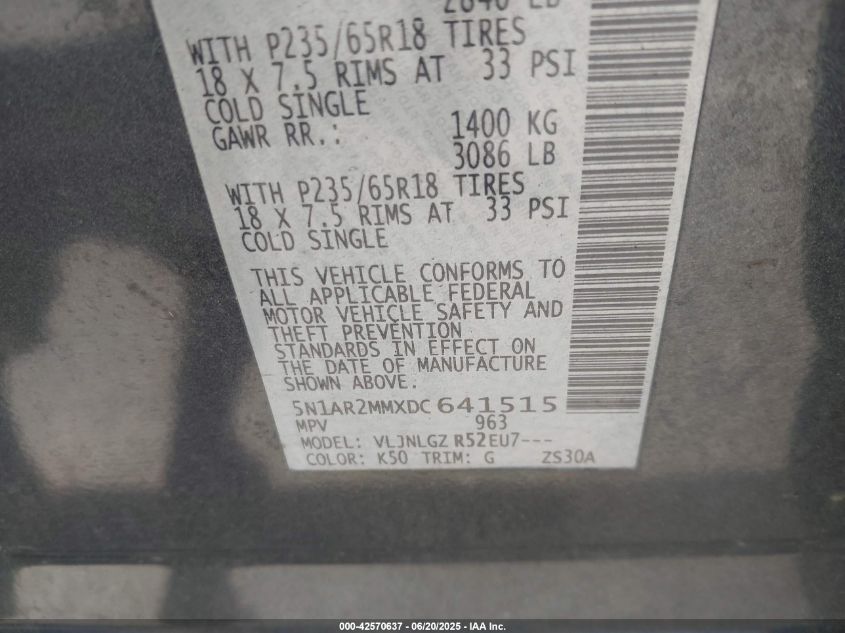 WITH P235/65R18 TIRES
18 X 7.5 RIMS AT 33 PSI
COLD SINGLE
GAWR RR.: 1400 KG
3086 LB
WITH P235/65R18 TIRES
18 X 7.5 RIMS AT 33 PSI
COLD SINGLE
THIS VEHICLE CONFORMS TO
ALL APPLICABLE FEDERAL
MOTOR VEHICLE SAFETY AND
THEFT PREVENTION
STANDARDS IN EFFECT ON
THE DATE OF MANUFACTURE
SHOWN ABOVE.
5N1AR2MMXDC 641515
MPV 963
MODEL: VLJNLGZ R52EU7---
COLOR: K50 TRIM: G ZS30A
000-42570637 - 06/20/2025 - IAA Inc.